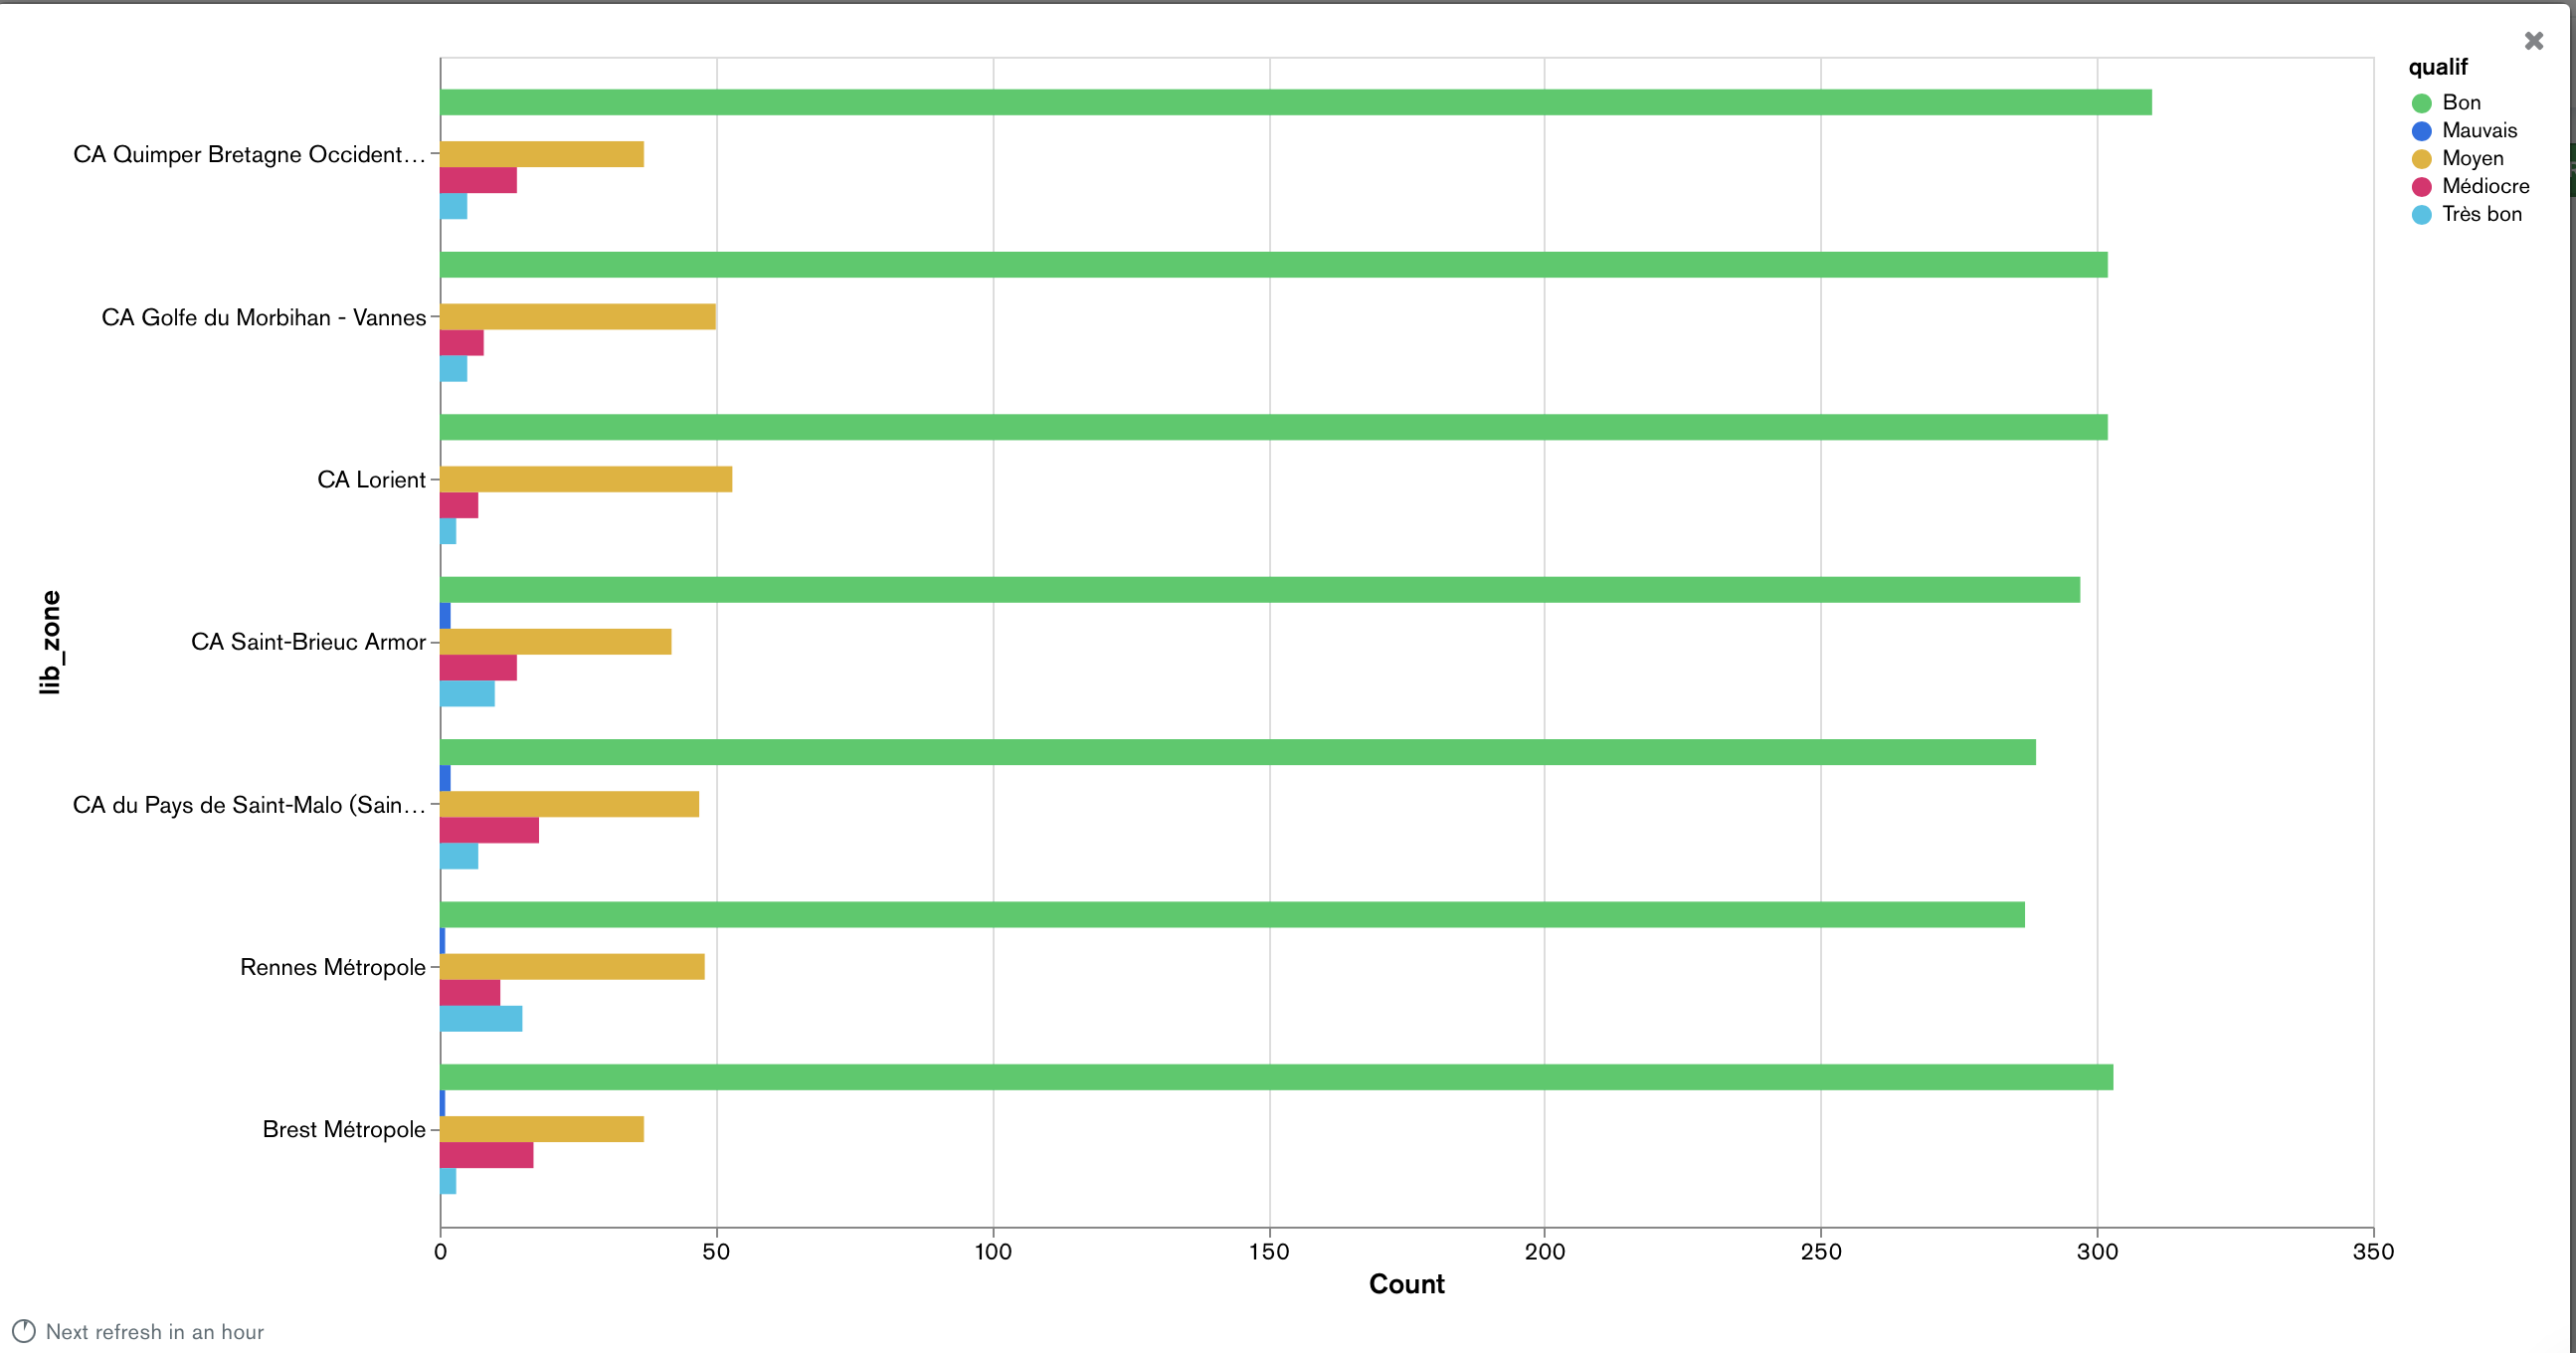 qualif
Bon
Mauvais
Moyen
Médiocre
Très bon
CA Quimper Bretagne Occident…
CA Golfe du Morbihan - Vannes
CA Lorient
CA Saint-Brieuc Armor
CA du Pays de Saint-Malo (Sain…
Rennes Métropole
Brest Métropole
lib_zone
0 50 100 150 200 250 300 350
Count
Next refresh in an hour